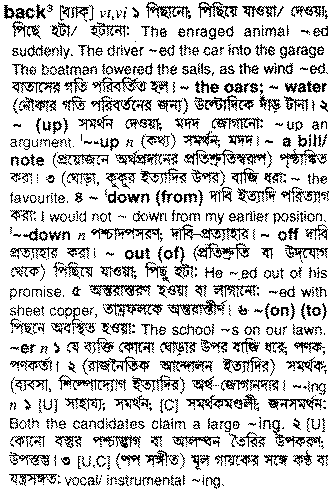 back³ [ব্যাক্] vt,vi ১ পিছানো; পিছিয়ে যাওয়া/ দেওয়া;
পিছে হটা/ হটানো: The enraged animal ~ed
suddenly. The driver ~ed the car into the garage
The boatman lowered the sails, as the wind ~ed.
বাতাসের গতি পরিবর্তিত হল। ~ the oars; ~ water
(নৌকার গতি পরিবর্তনের জন্য) উল্টোদিকে দাঁড় টানা। ২
~ (up) সমর্থন দেওয়া, মদদ জোগানো: ~up an
argument. ˈ~-up n (কথ্য) সমর্থন, মদদ। ~ a bill/
note (প্রয়োজনে অর্থপ্রদানের প্রতিশ্রুতিস্বরূপ) পৃষ্ঠাঙ্কিত
করা। ৩ (ঘোড়া, কুকুর ইত্যাদির উপর) বাজি ধরা: ~ the
favourite. ৪ ~ ˈdown (from) দাবি ইত্যাদি পরিত্যাগ
করা: I would not ~ down from my earlier position.
ˈ~-down n পশ্চাদপসরণ; দাবি-প্রত্যাহার। ~ off দাবি
প্রত্যাহার করা। ~ out (of) (প্রতিশ্রুতি বা উদযোগ
থেকে) পিছিয়ে যাওয়া, পিছু হটা: He ~ed out of his
promise. ৫ অন্তরাস্তরণ হওয়া বা লাগানো: ~ed with
sheet copper, তাম্রফলকে অন্তরাস্তীর্ণ। ৬ ~(on) (to)
পিছনে অবস্থিত হওয়া: The school ~s on our lawn.
~er n ১ যে ব্যক্তি কোনো ঘোড়ার উপর বাজি ধরে, পণক;
পণকর্তা। ২ (রাজনৈতিক আন্দোলন ইত্যাদির) সমর্থক;
(ব্যবসা, শিল্পোদ্যোগ ইত্যাদির) অর্থ-জোগানদার। ~ing
n ১ [U] সাহায্য; সমর্থন; [C] সমর্থকমণ্ডলী, জনসমর্থন:
Both the candidates claim a large ~ing. ২ [U]
কোনো বস্তুর পশ্চাদ্ভাগ বা আলম্বন তৈরির উপকরণ;
উপস্তম্ভ। ৩ [U,C] (পপ সঙ্গীত) মূল গায়কের সঙ্গে কণ্ঠ বা
যন্ত্রসঙ্গত: vocal/ instrumental ~ing.